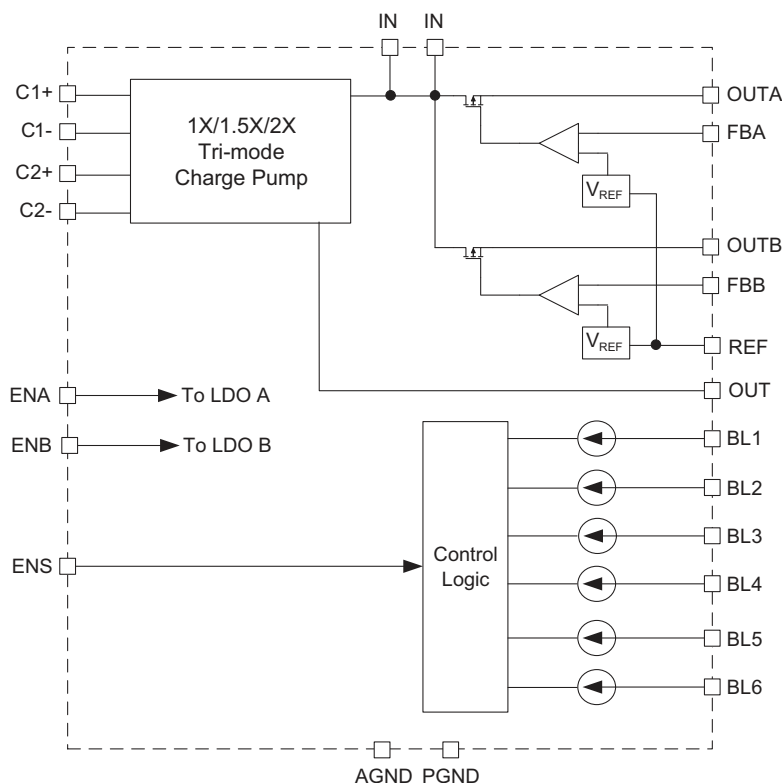 IN IN
C1+
C1-
C2+
C2-
1X/1.5X/2X
Tri-mode
Charge Pump
OUTA
FBA
VREF
OUTB
FBB
VREF
REF
OUT
ENA To LDO A
ENB To LDO B
ENS
Control
Logic
BL1
BL2
BL3
BL4
BL5
BL6
AGND PGND